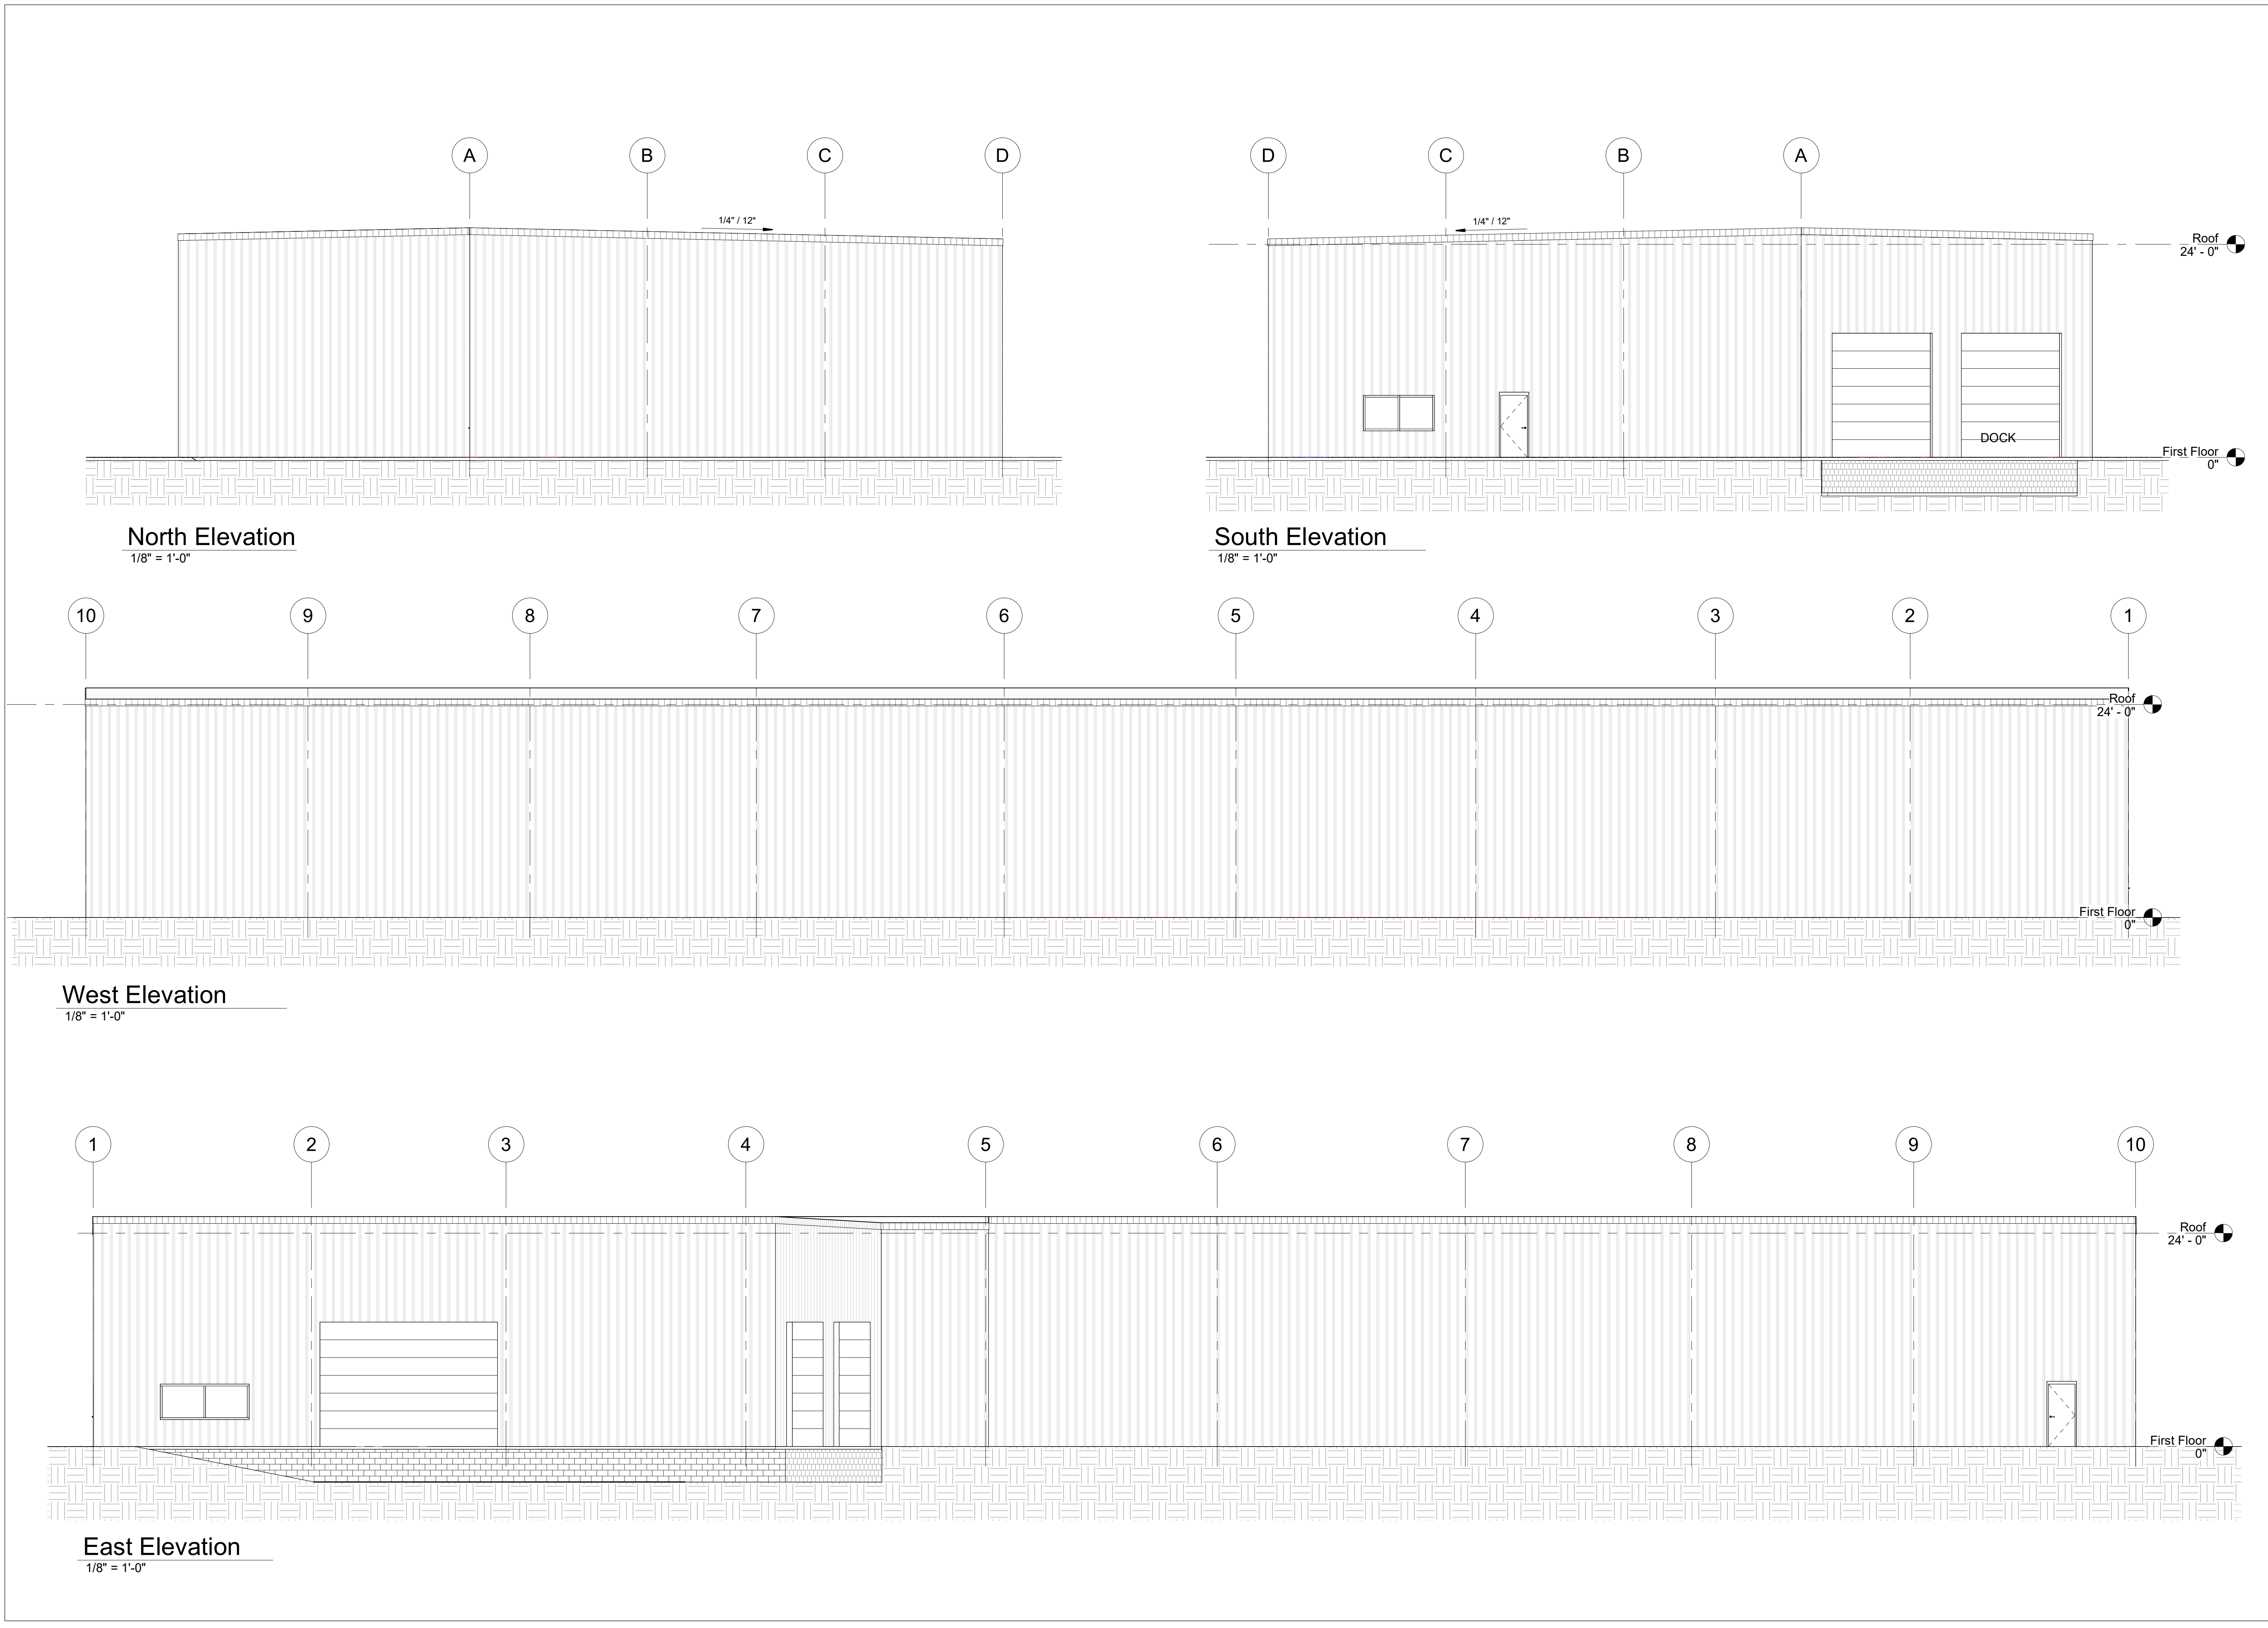 A B C D
1/4" / 12"
North Elevation
1/8" = 1'-0"
D C B A
1/4" / 12"
Roof
24' - 0"
DOCK
First Floor
0"
South Elevation
1/8" = 1'-0"
10 9 8 7 6 5 4 3 2 1
Roof
24' - 0"
First Floor
0"
West Elevation
1/8" = 1'-0"
1 2 3 4 5 6 7 8 9 10
Roof
24' - 0"
First Floor
0"
East Elevation
1/8" = 1'-0"